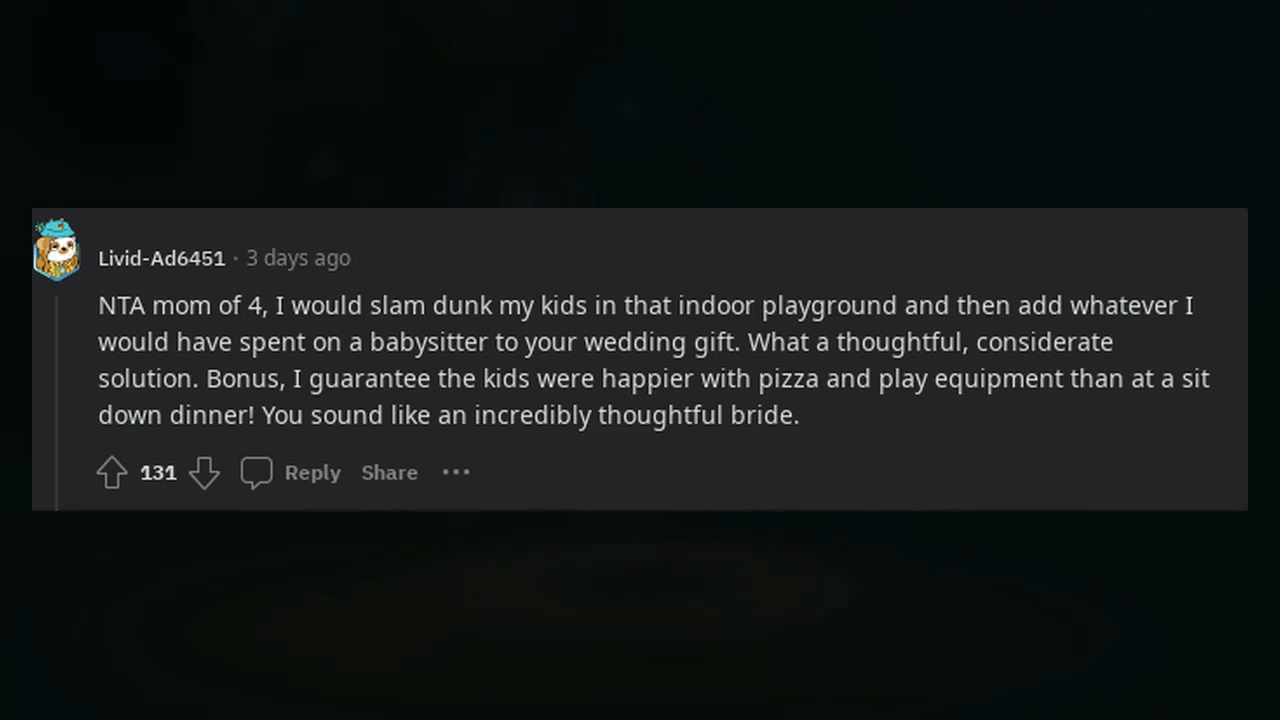 Livid-Ad6451 · 3 days ago
NTA mom of 4, I would slam dunk my kids in that indoor playground and then add whatever I
would have spent on a babysitter to your wedding gift. What a thoughtful, considerate
solution. Bonus, I guarantee the kids were happier with pizza and play equipment than at a sit
down dinner! You sound like an incredibly thoughtful bride.
131 Reply Share ···